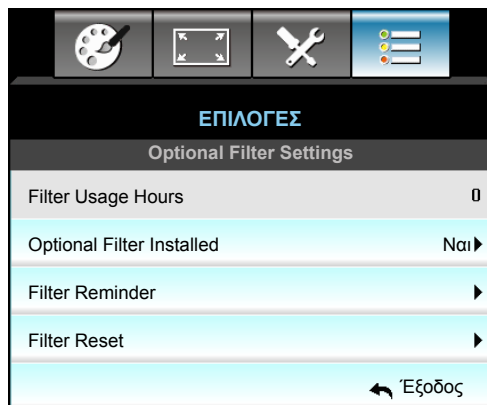 ΕΠΙΛΟΓΕΣ
Optional Filter Settings
Filter Usage Hours 0
Optional Filter Installed Ναι
Filter Reminder
Filter Reset
Έξοδος